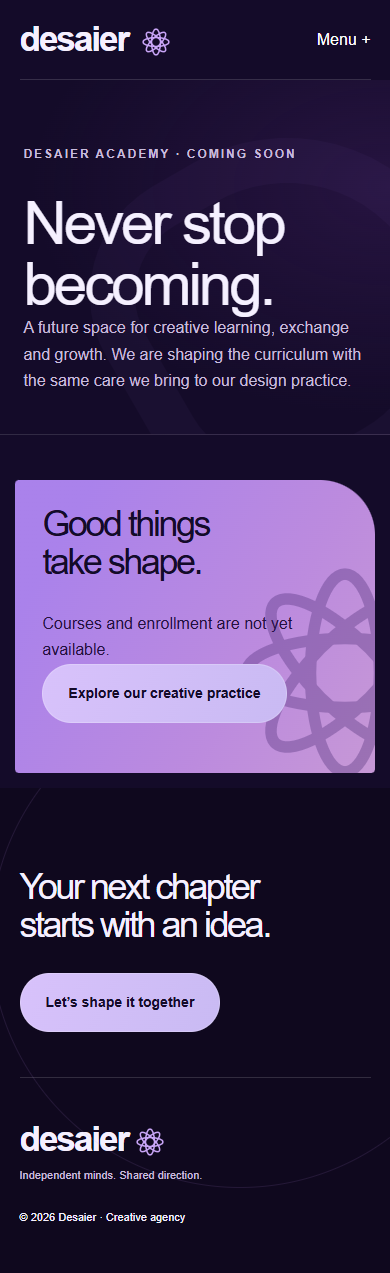 desaier
Menu +
DESAIER ACADEMY · COMING SOON
Never stop
becoming.
A future space for creative learning, exchange
and growth. We are shaping the curriculum with
the same care we bring to our design practice.
Good things
take shape.
Courses and enrollment are not yet
available.
Explore our creative practice
Your next chapter
starts with an idea.
Let’s shape it together
desaier
Independent minds. Shared direction.
© 2026 Desaier · Creative agency